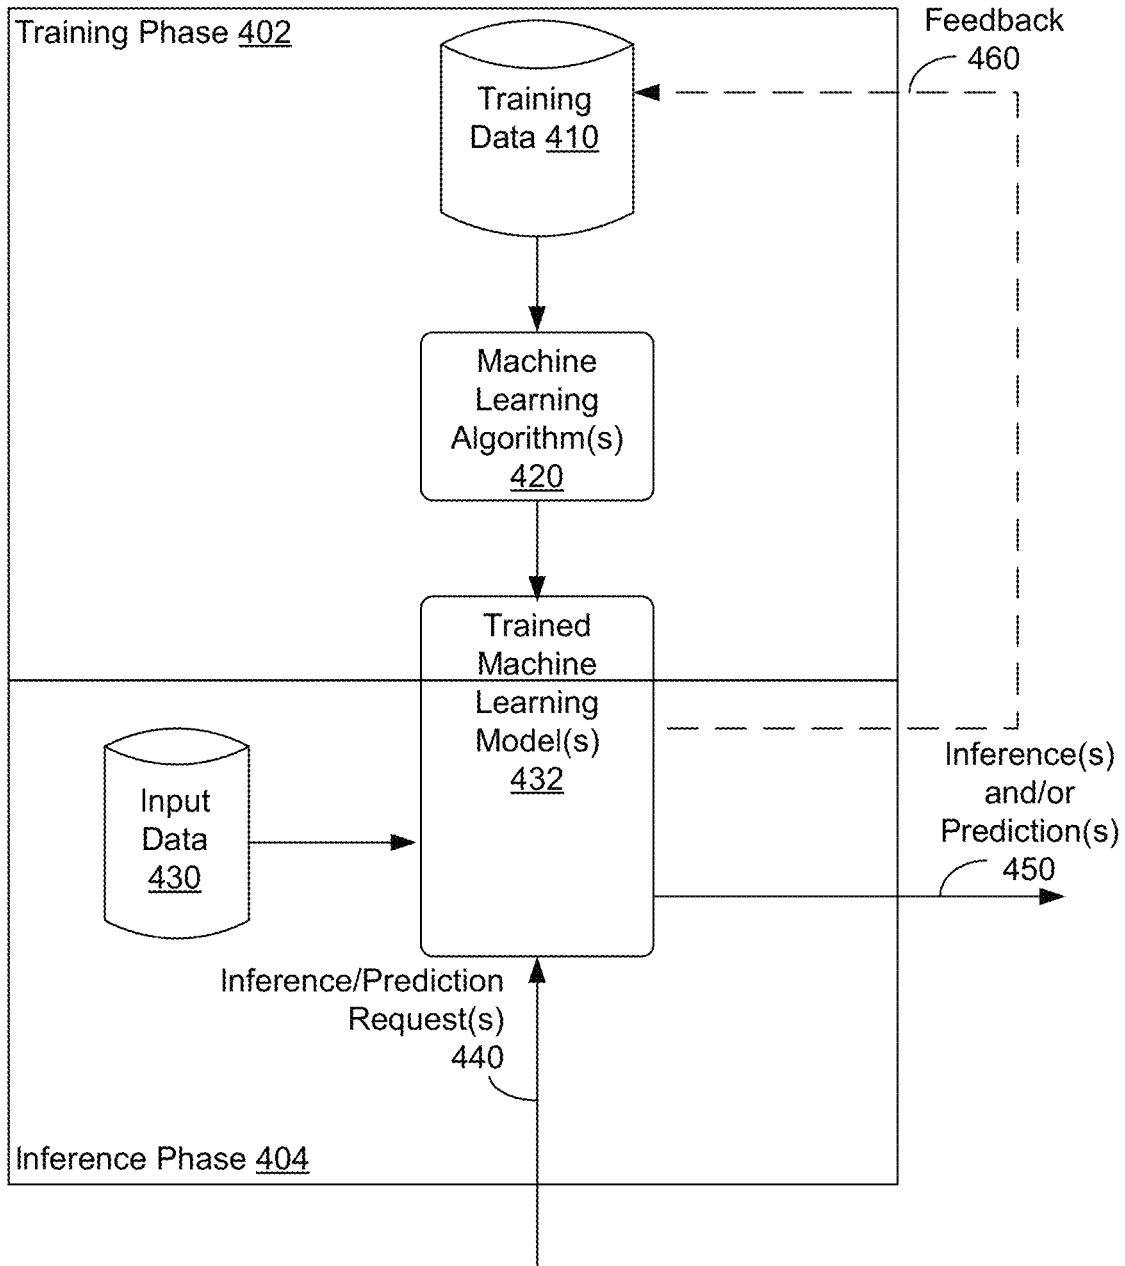 Training Phase 402
Feedback
460
Training
Data 410
Machine
Learning
Algorithm(s)
420
Trained
Machine
Learning
Model(s)
432
Input
Data
430
Inference(s)
and/or
Prediction(s)
450
Inference/Prediction
Request(s)
440
Inference Phase 404